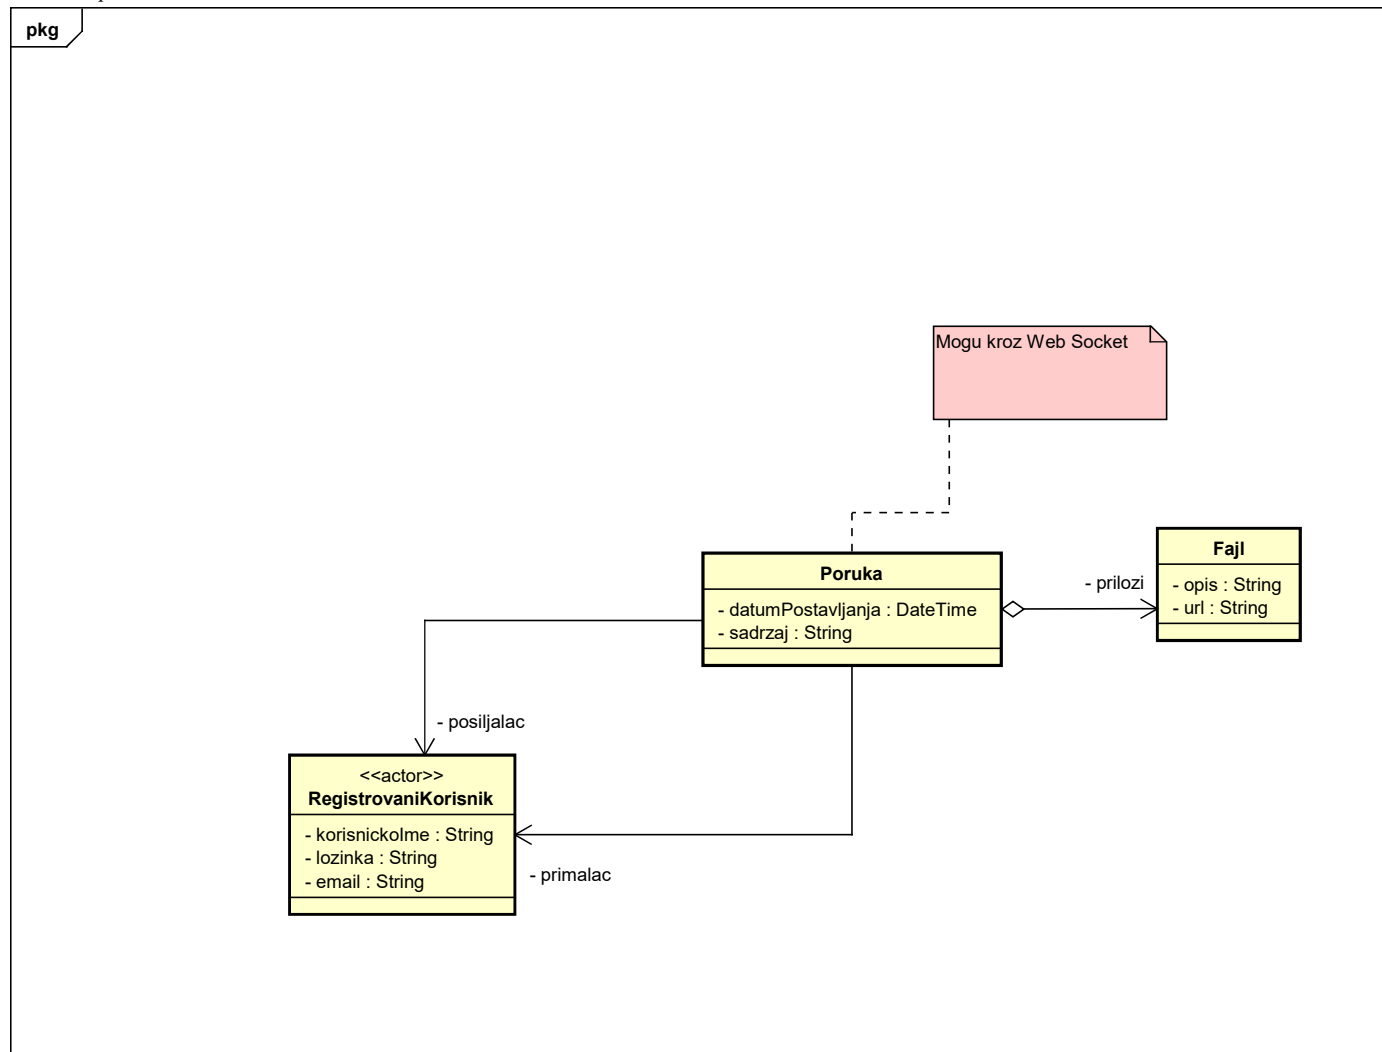 pkg
Mogu kroz Web Socket
Poruka
- datumPostavljanja : DateTime
- sadrzaj : String
- prilozi
Fajl
- opis : String
- url : String
- posiljalac
<<actor>>
RegistrovaniKorisnik
- korisnickoIme : String
- lozinka : String
- email : String
- primalac